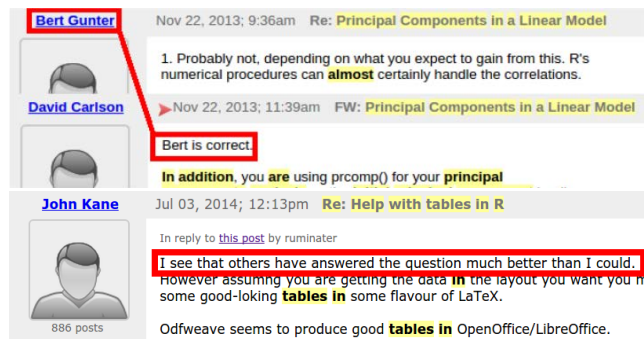 Bert Gunter Nov 22, 2013; 9:36am Re: Principal Components in a Linear Model
1. Probably not, depending on what you expect to gain from this. R's
numerical procedures can almost certainly handle the correlations.
David Carlson Nov 22, 2013; 11:39am FW: Principal Components in a Linear Model
Bert is correct.
In addition, you are using prcomp() for your principal
John Kane Jul 03, 2014; 12:13pm Re: Help with tables in R
In reply to this post by ruminater
I see that others have answered the question much better than I could.
However assumng you are getting the data in the layout you want you
some good-loking tables in some flavour of LaTeX.
886 posts
Odfweave seems to produce good tables in OpenOffice/LibreOffice.